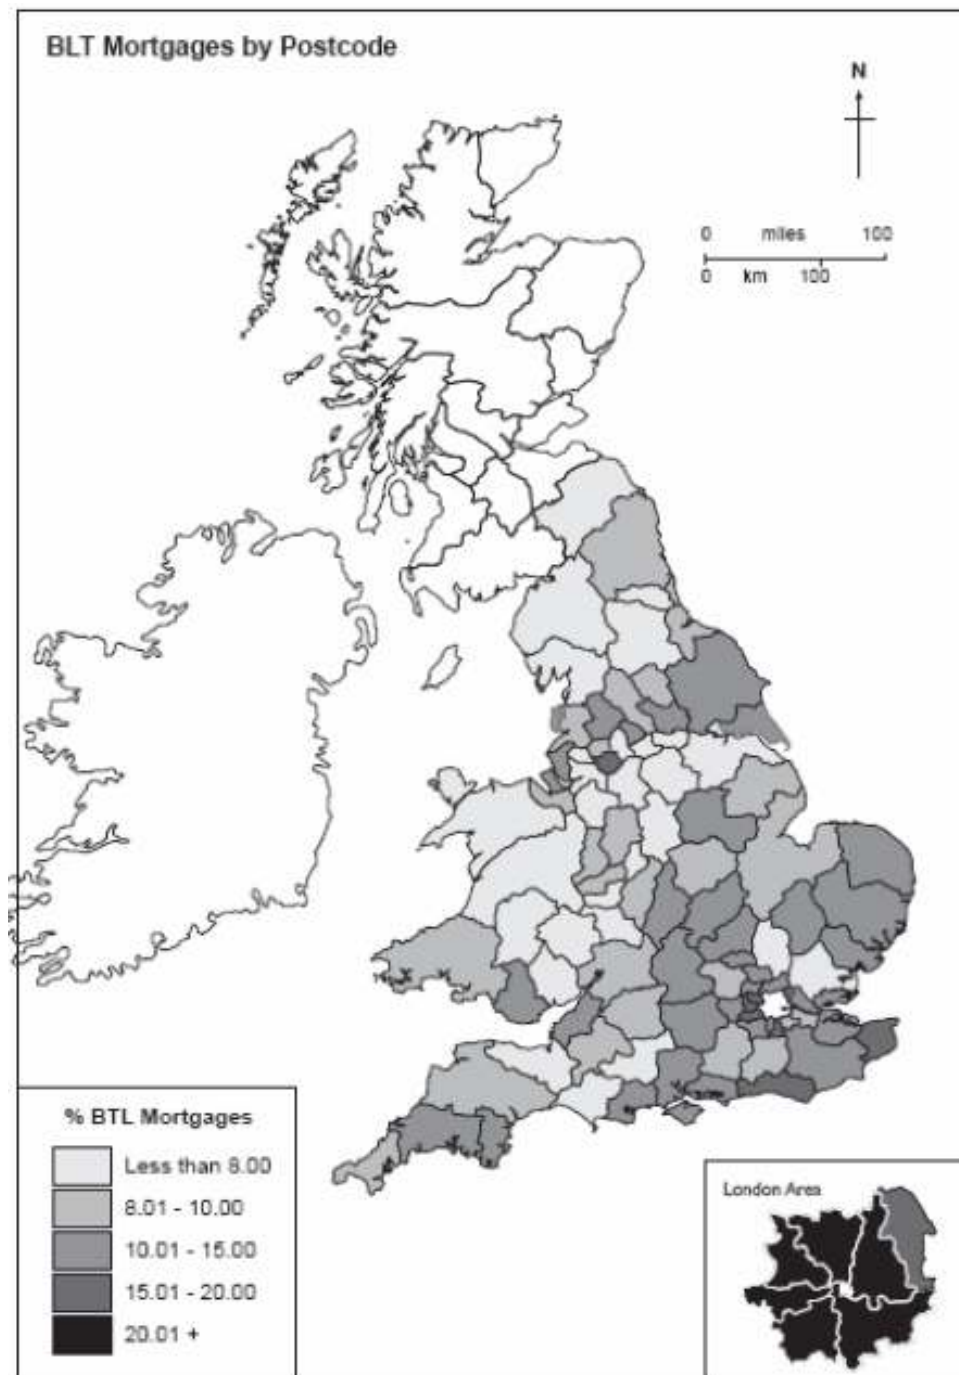 BLT Mortgages by Postcode
N
0 miles 100
0 km 100
% BTL Mortgages
Less than 8.00
8.01 - 10.00
10.01 - 15.00
15.01 - 20.00
20.01 +
London Area